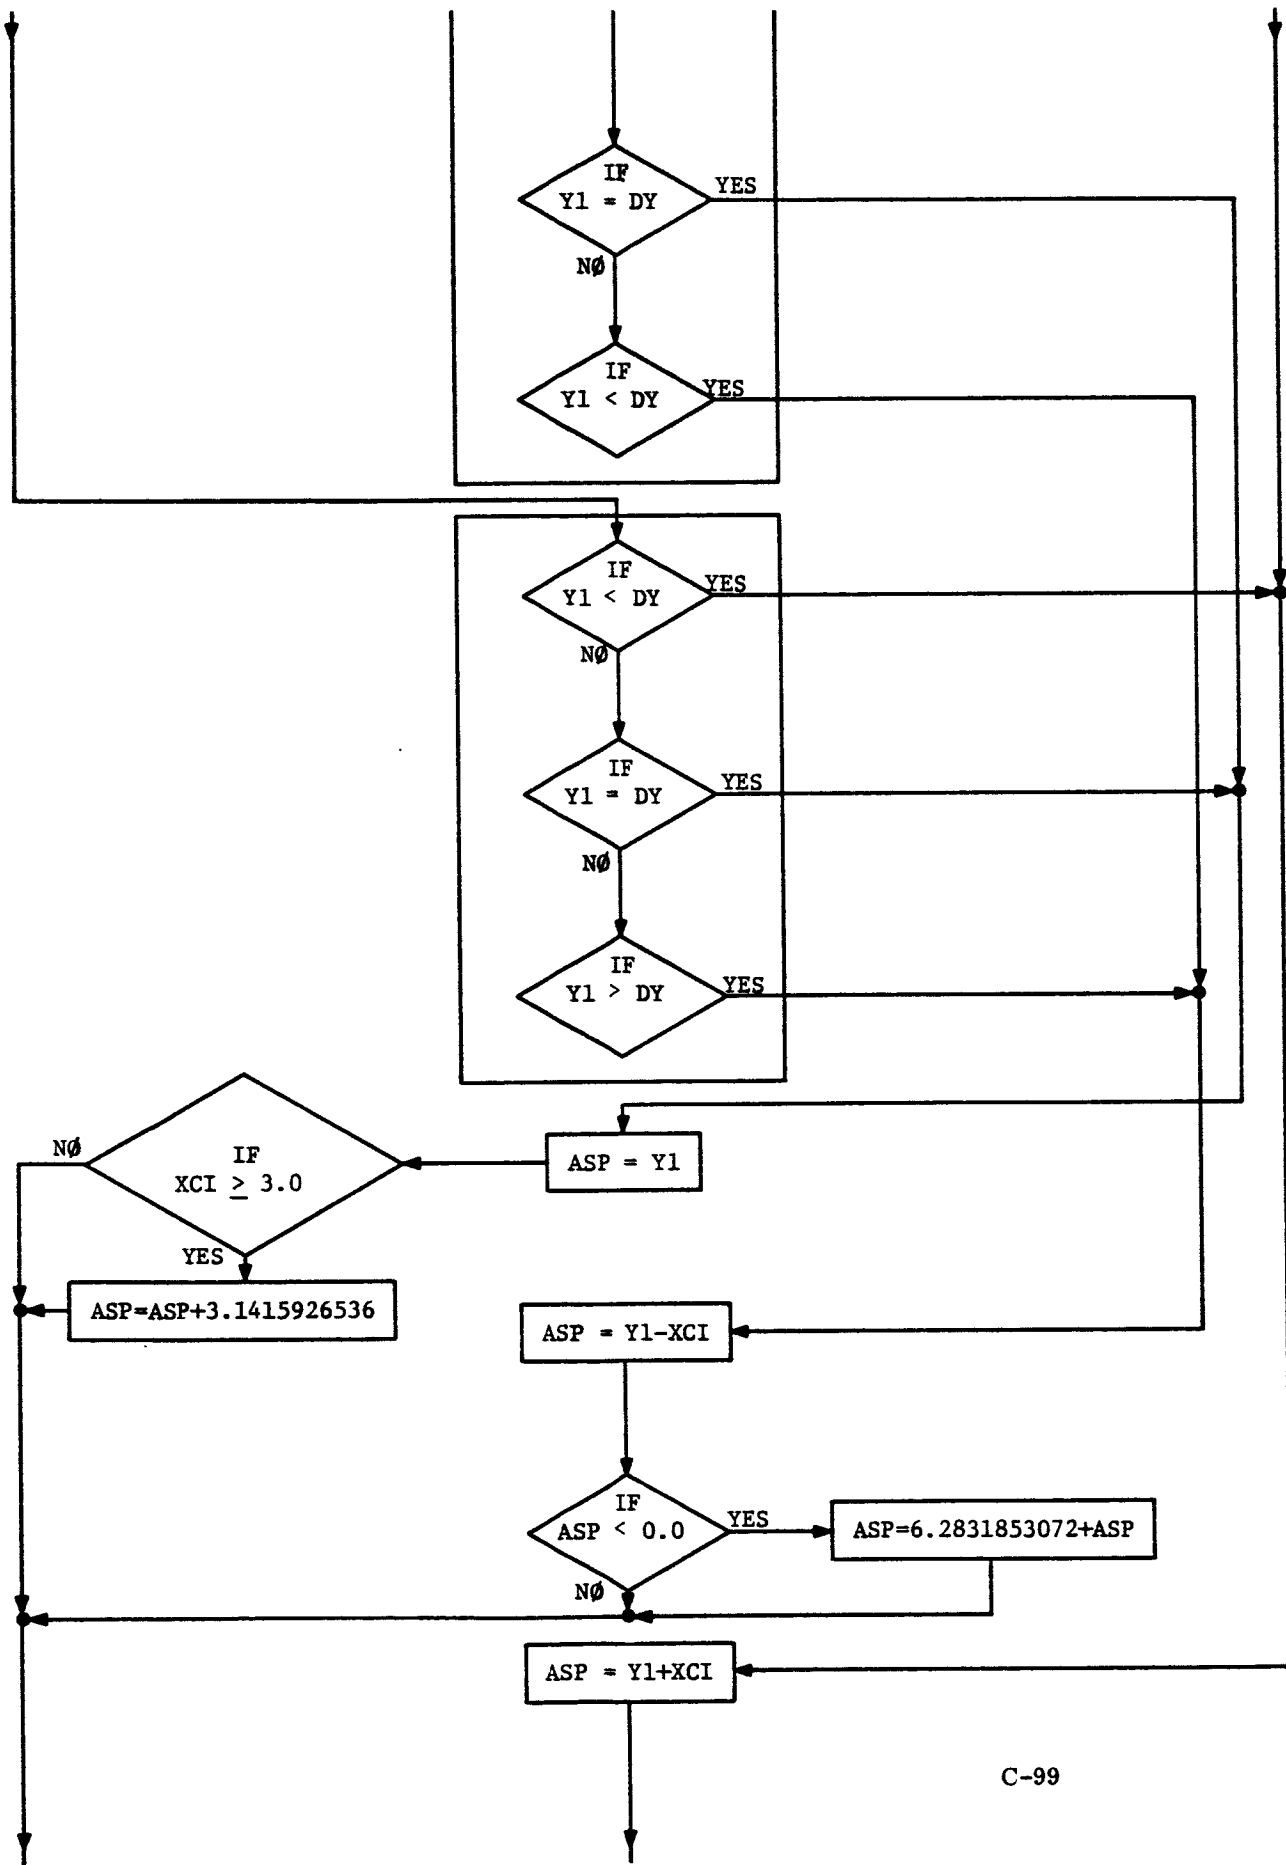 IF
Y1 = DY
YES
NØ
IF
Y1 < DY
YES
IF
Y1 < DY
YES
NØ
IF
Y1 = DY
YES
NØ
IF
Y1 > DY
YES
ASP = Y1
IF
XCI ≥ 3.0
NØ
YES
ASP=ASP+3.1415926536
ASP = Y1-XCI
IF
ASP < 0.0
YES
ASP=6.2831853072+ASP
NØ
ASP = Y1+XCI
C-99